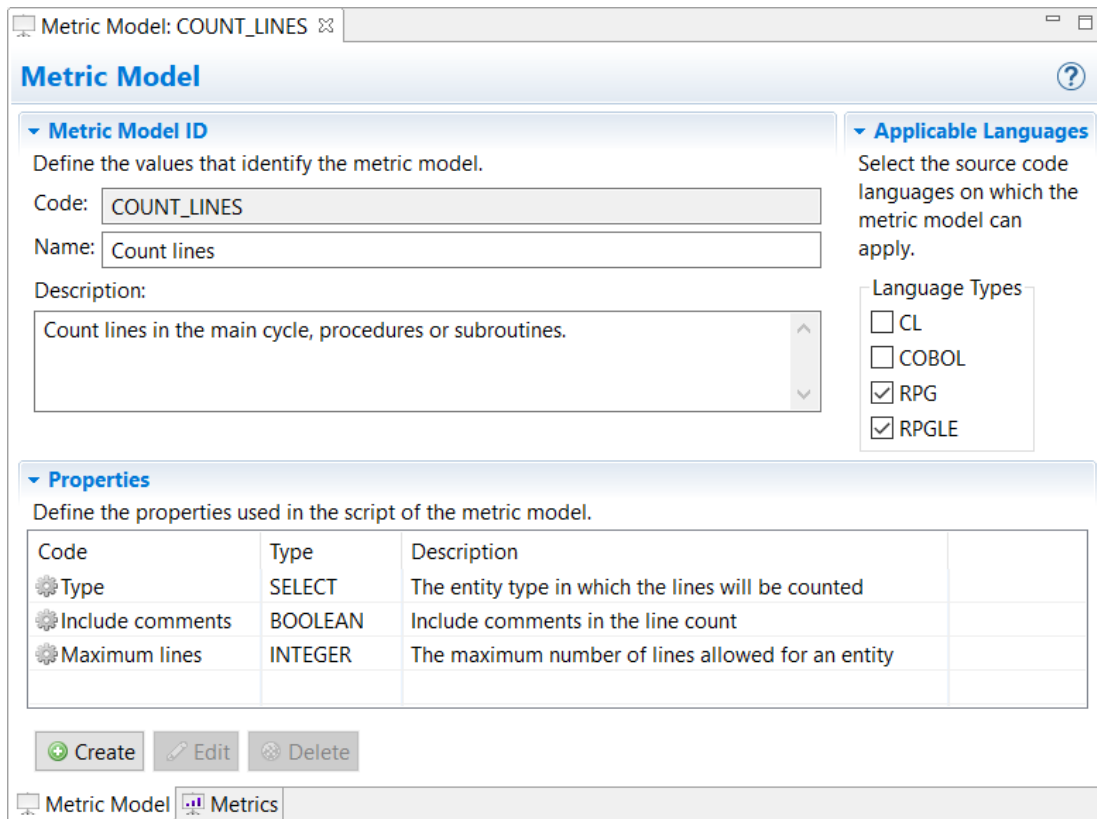 Metric Model: COUNT_LINES
Metric Model
?
Metric Model ID
Define the values that identify the metric model.
Code: COUNT_LINES
Name: Count lines
Description:
Count lines in the main cycle, procedures or subroutines.
Applicable Languages
Select the source code
languages on which the
metric model can
apply.
Language Types
CL
COBOL
RPG
RPGLE
Properties
Define the properties used in the script of the metric model.
Code Type Description
Type SELECT The entity type in which the lines will be counted
Include comments BOOLEAN Include comments in the line count
Maximum lines INTEGER The maximum number of lines allowed for an entity
Create Edit Delete
Metric Model Metrics